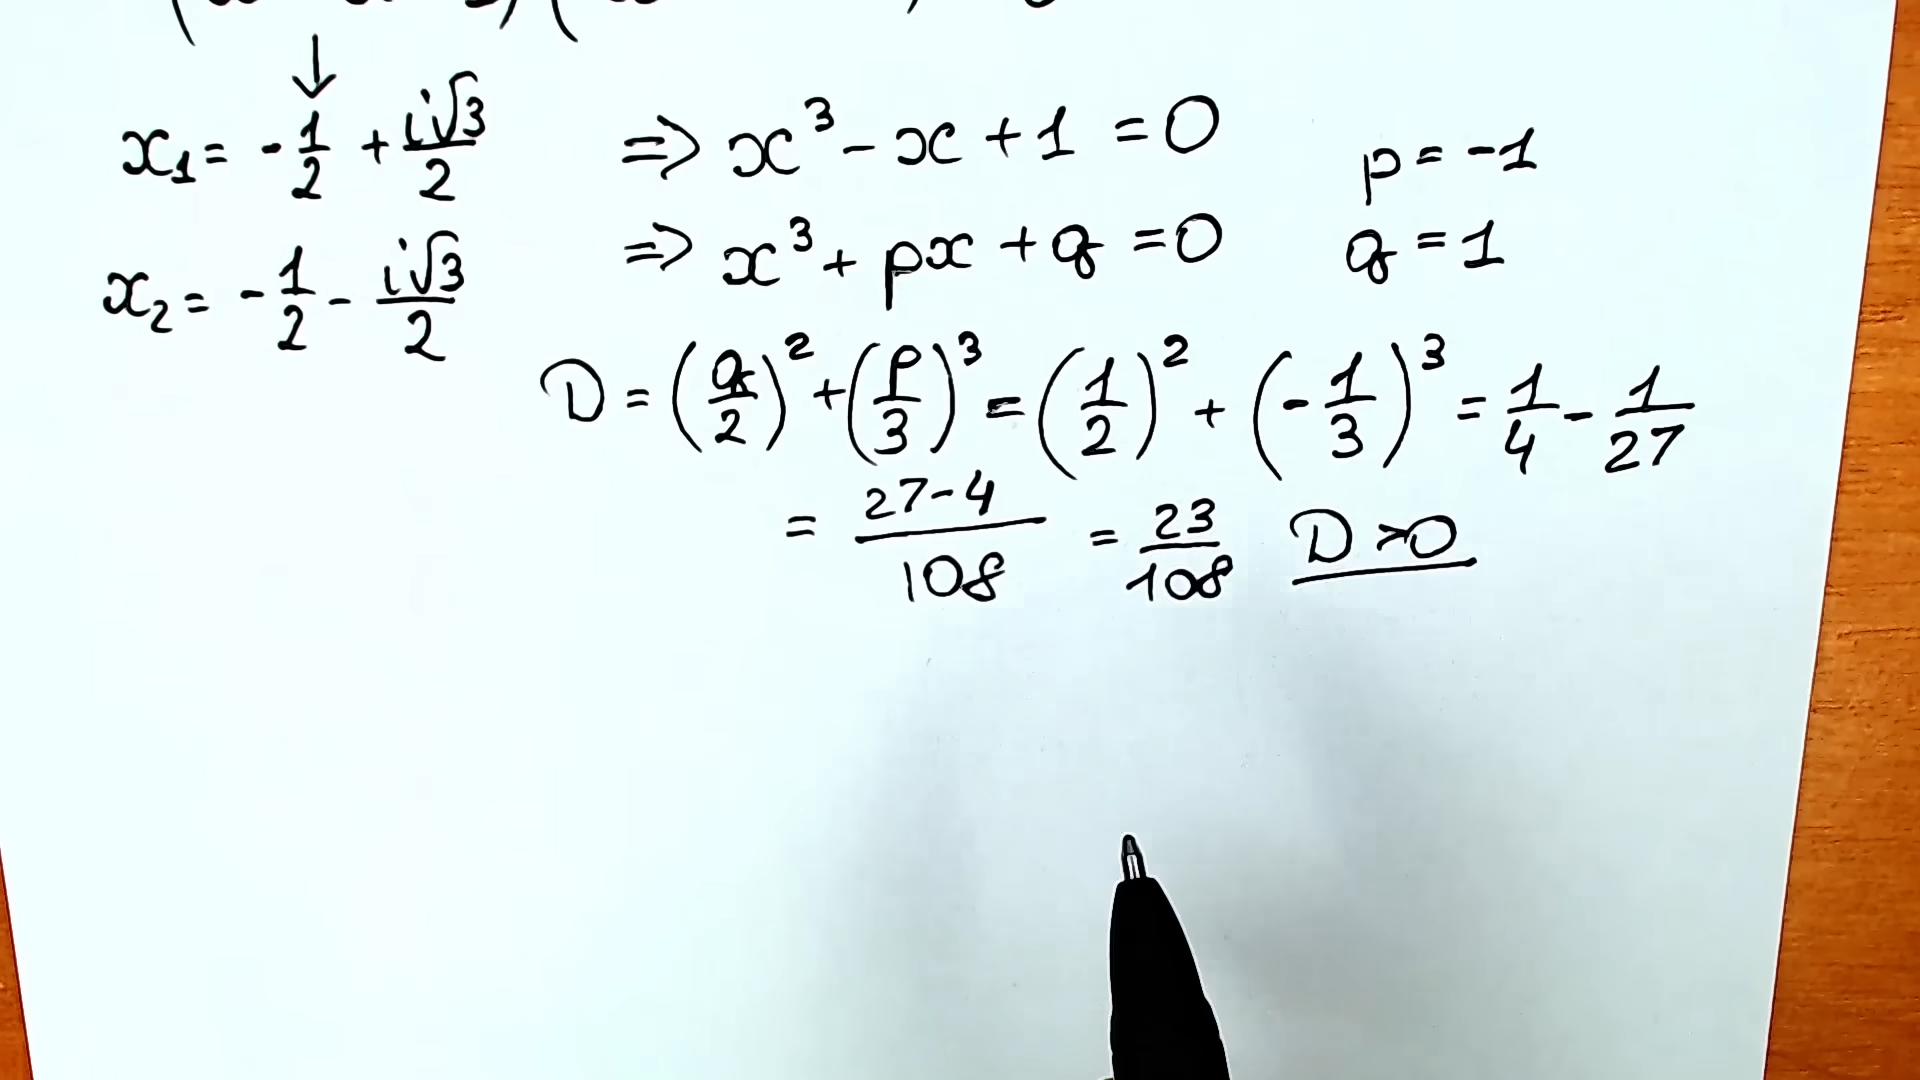 ↓
x₁ = -1/2 + i√3/2
x₂ = -1/2 - i√3/2
=> x³ - x + 1 = 0
p = -1
=> x³ + px + q = 0
q = 1
D = (q/2)² + (p/3)³ = (1/2)² + (-1/3)³ = 1/4 - 1/27
= 27-4/108 = 23/108 D>0